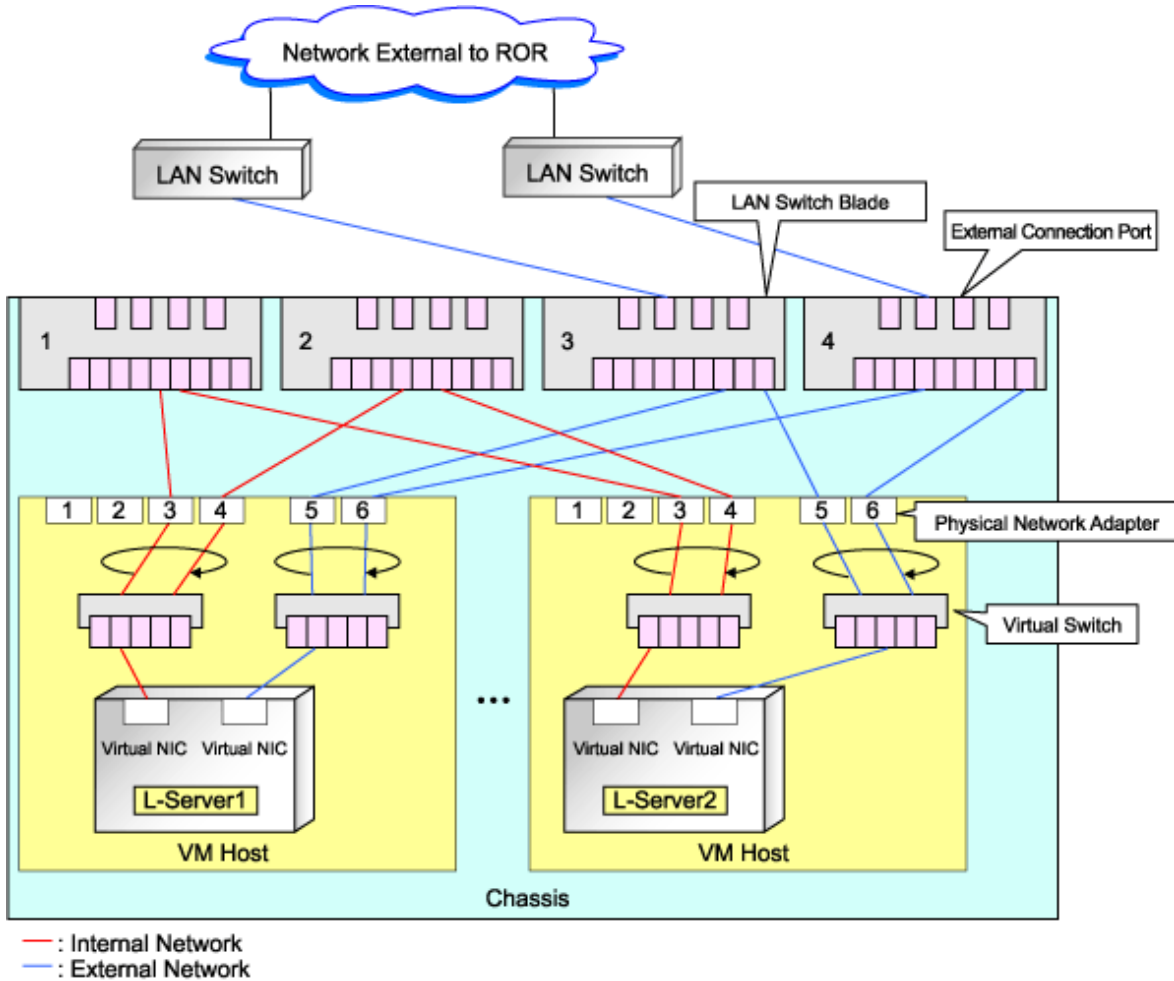 Network External to ROR
LAN Switch
LAN Switch
LAN Switch Blade
External Connection Port
1
2
3
4
1 2 3 4 5 6
1 2 3 4 5 6
Physical Network Adapter
Virtual Switch
Virtual NIC Virtual NIC
L-Server1
VM Host
...
Virtual NIC Virtual NIC
L-Server2
VM Host
Chassis
: Internal Network
: External Network